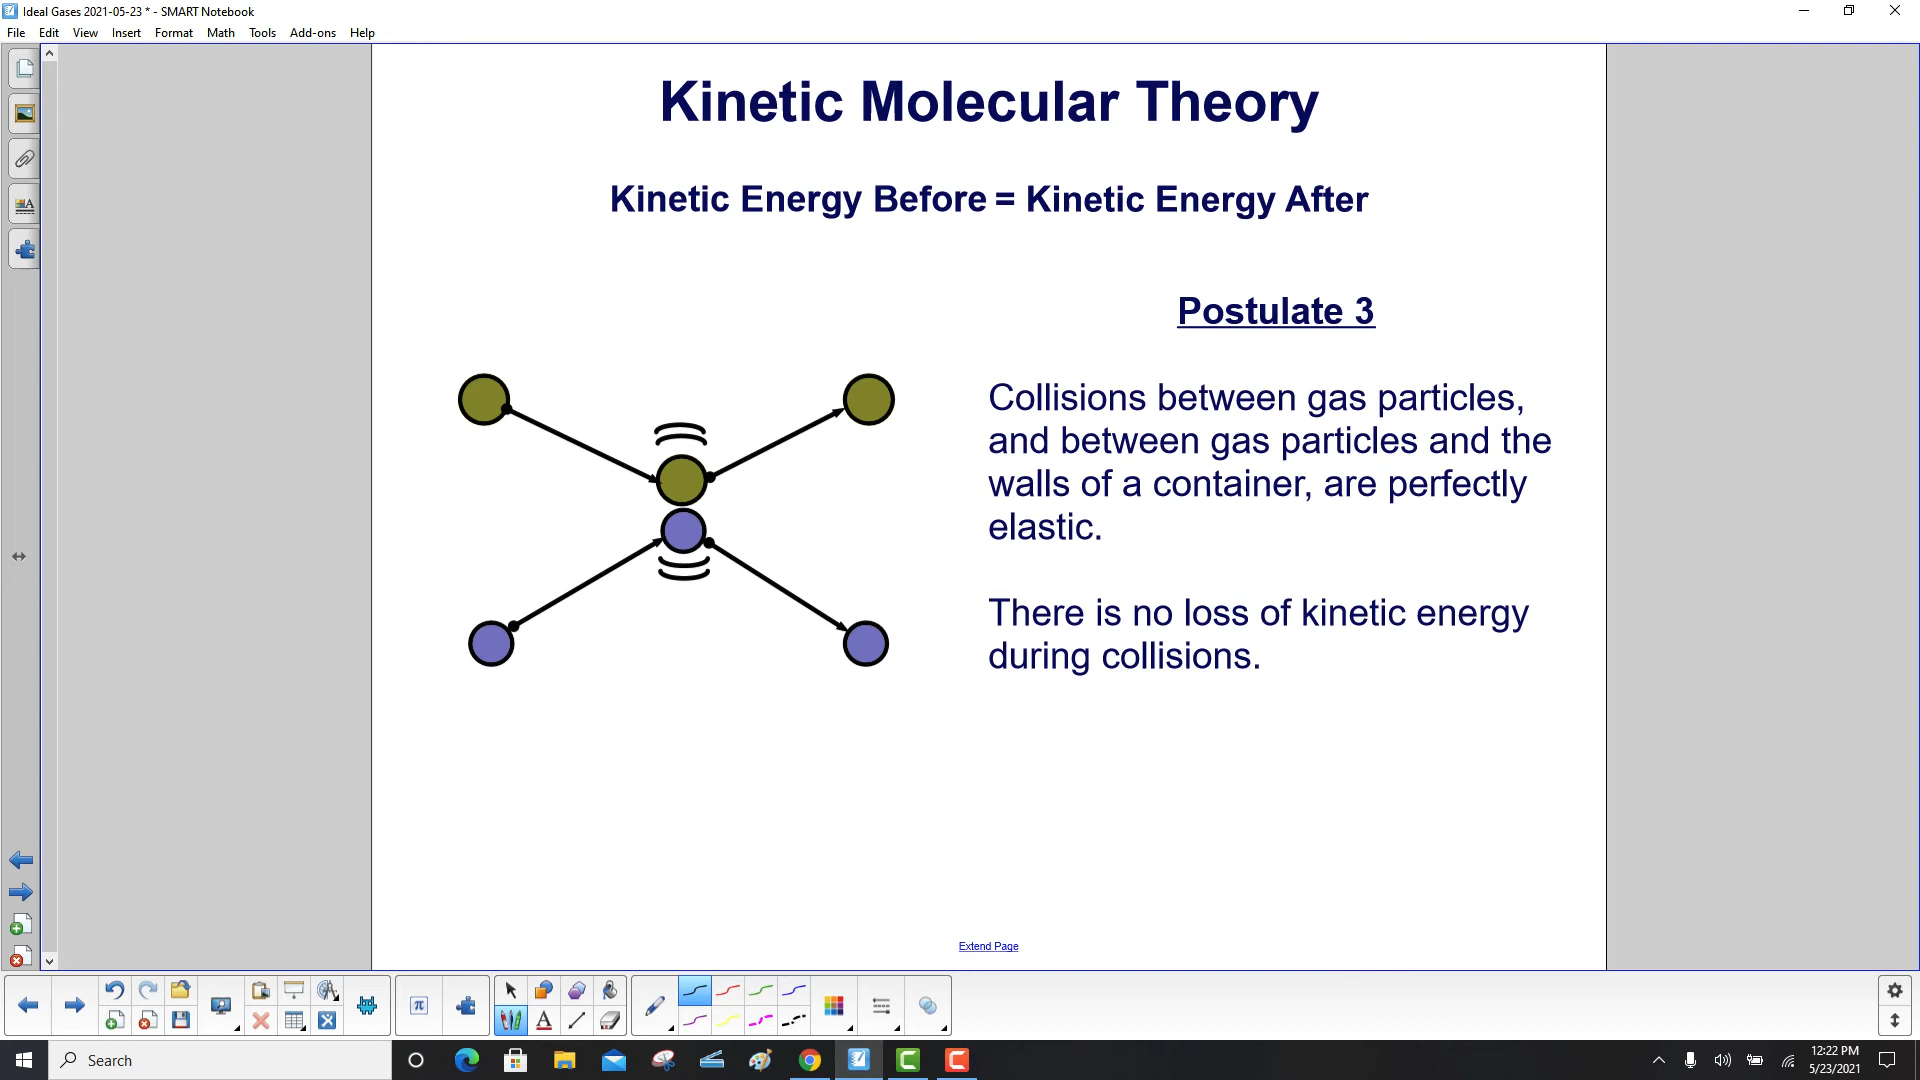 Ideal Gases 2021-05-23 * - SMART Notebook
File Edit View Insert Format Math Tools Add-ons Help
Kinetic Molecular Theory
Kinetic Energy Before = Kinetic Energy After
Postulate 3
Collisions between gas particles,
and between gas particles and the
walls of a container, are perfectly
elastic.
There is no loss of kinetic energy
during collisions.
Extend Page
π
A
Search
12:22 PM
5/23/2021